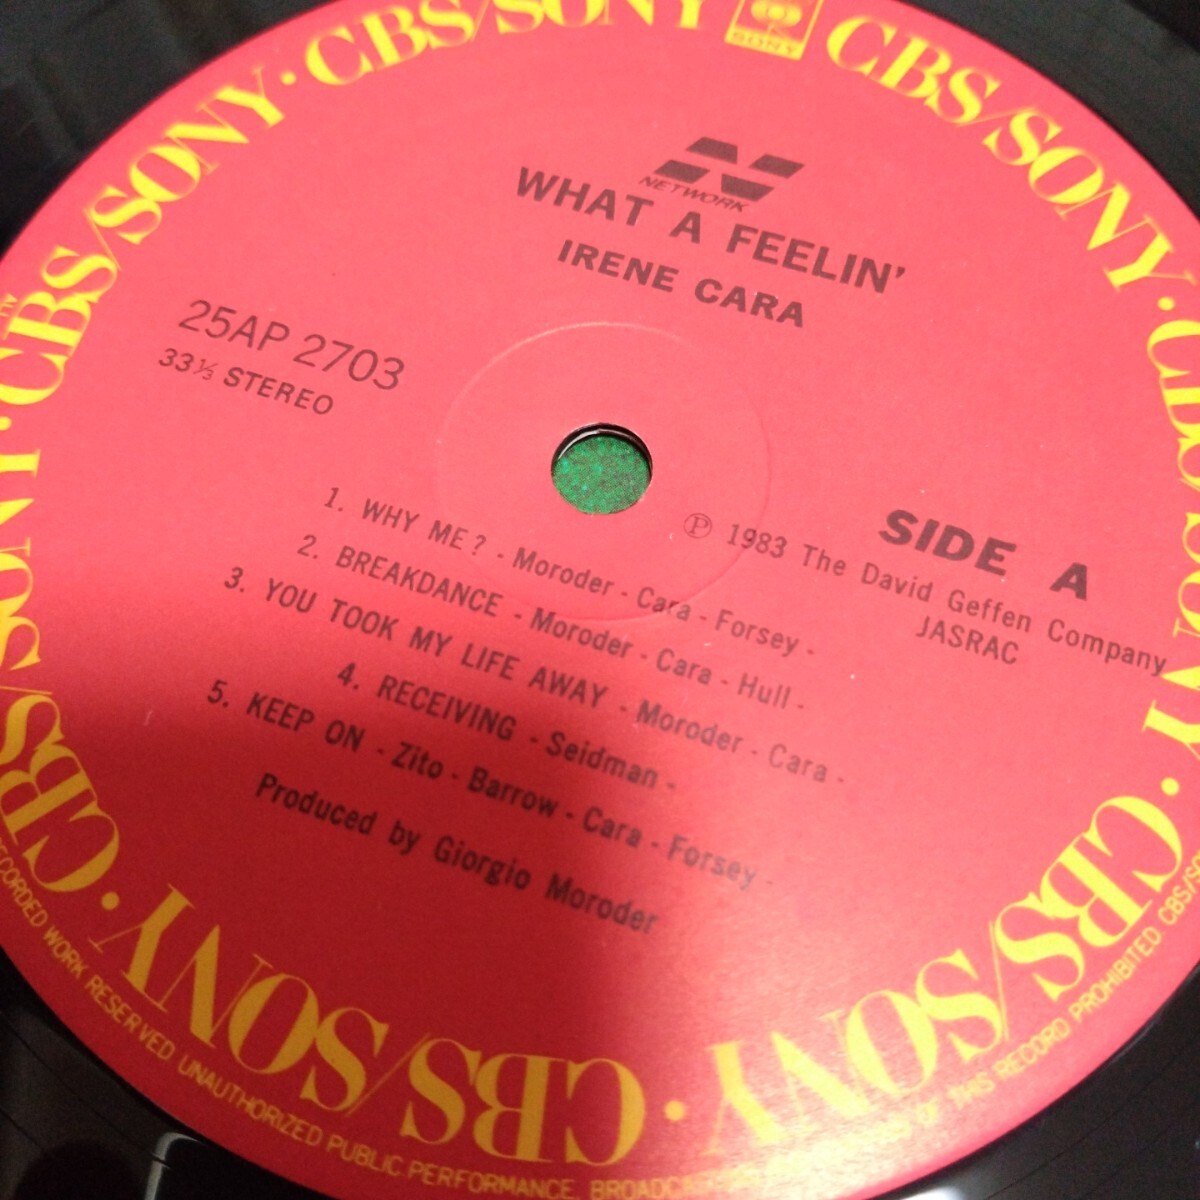 CBS/SONY · CBS/SONY · CBS/SONY · CBS/SONY · CBS/SONY · CBS/SONY · CBS/SONY
SONY
NETWORK
WHAT A FEELIN'
IRENE CARA
25AP 2703
33⅓ STEREO
SIDE A
Ⓟ 1983 The David Geffen Company
JASRAC
1. WHY ME? - Moroder - Cara - Forsey -
2. BREAKDANCE - Moroder - Cara - Hull -
3. YOU TOOK MY LIFE AWAY - Moroder - Cara -
4. RECEIVING - Seidman -
5. KEEP ON - Zito - Barrow - Cara - Forsey -
Produced by Giorgio Moroder
RECORDED WORK RESERVED UNAUTHORIZED PUBLIC PERFORMANCE, OF THIS RECORD PROHIBITED